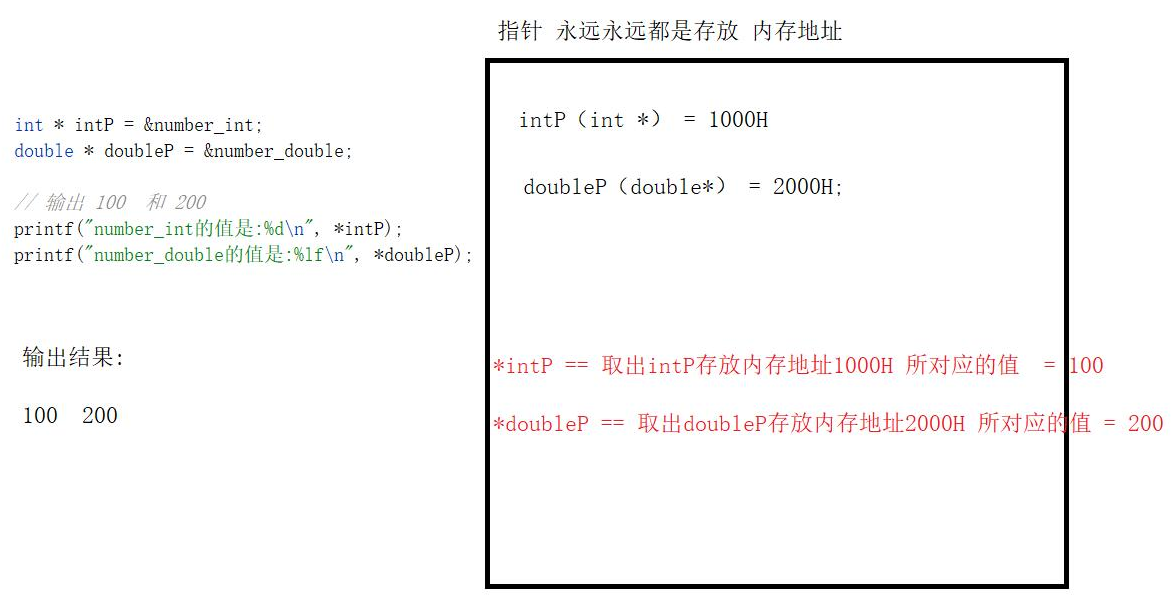 指针 永远永远都是存放 内存地址
int * intP = &number_int;
double * doubleP = &number_double;
// 输出 100 和 200
printf("number_int的值是:%d\n", *intP);
printf("number_double的值是:%lf\n", *doubleP);
输出结果:
100 200
intP（int *） = 1000H
doubleP（double*） = 2000H;
*intP == 取出intP存放内存地址1000H 所对应的值 = 100
*doubleP == 取出doubleP存放内存地址2000H 所对应的值 = 200